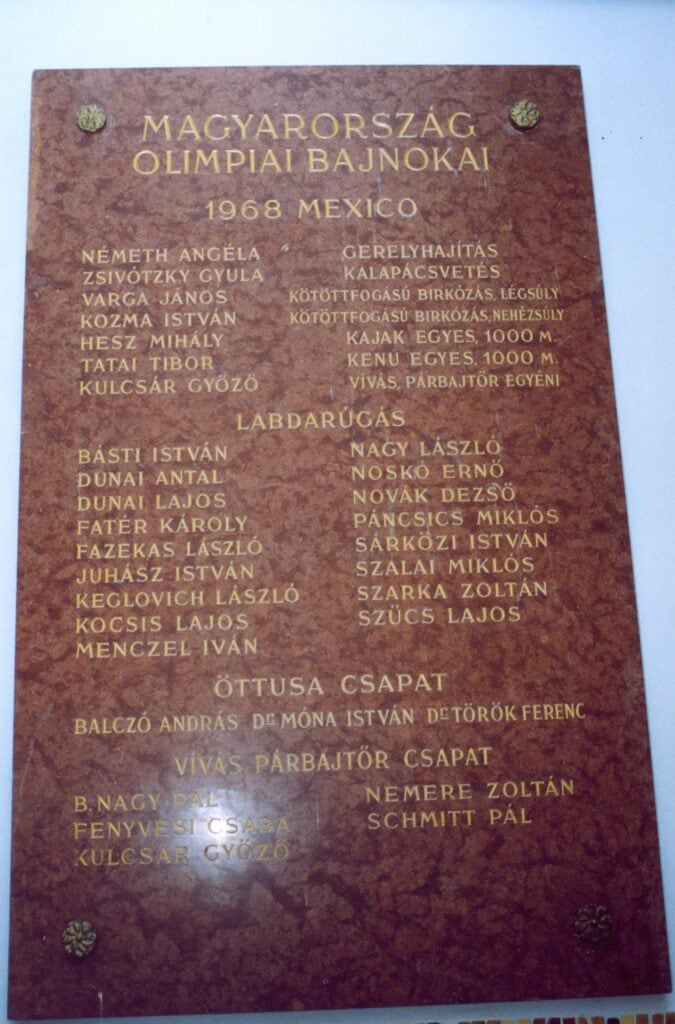 MAGYARORSZÁG
OLIMPIAI BAJNOKAI
1968 MEXICO
NÉMETH ANGÉLA GERELYHAJÍTÁS
ZSIVÓTZKY GYULA KALAPÁCSVETÉS
VARGA JÁNOS KÖTÖTTFOGÁSÚ BIRKÓZÁS, LÉGSÚLY
KOZMA ISTVÁN KÖTÖTTFOGÁSÚ BIRKÓZÁS, NEHÉZSÚLY
HESZ MIHÁLY KAJAK EGYES, 1000 M.
TATAI TIBOR KENU EGYES, 1000 M.
KULCSÁR GYŐZŐ VÍVÁS, PÁRBAJTŐR EGYÉNI
LABDARÚGÁS
BÁSTI ISTVÁN NAGY LÁSZLÓ
DUNAI ANTAL NOSKÓ ERNŐ
DUNAI LAJOS NOVÁK DEZSŐ
FATÉR KÁROLY PÁNCSICS MIKLÓS
FAZEKAS LÁSZLÓ SÁRKÖZI ISTVÁN
JUHÁSZ ISTVÁN SZALAI MIKLÓS
KEGLOVICH LÁSZLÓ SZARKA ZOLTÁN
KOCSIS LAJOS SZŰCS LAJOS
MENCZEL IVÁN
ÖTTUSA CSAPAT
BALCZÓ ANDRÁS Dr. MÓNA ISTVÁN Dr. TÖRÖK FERENC
VÍVÁS PÁRBAJTŐR CSAPAT
B. NAGY PÁL NEMERE ZOLTÁN
FENYVESI CSABA SCHMITT PÁL
KULCSÁR GYŐZŐ